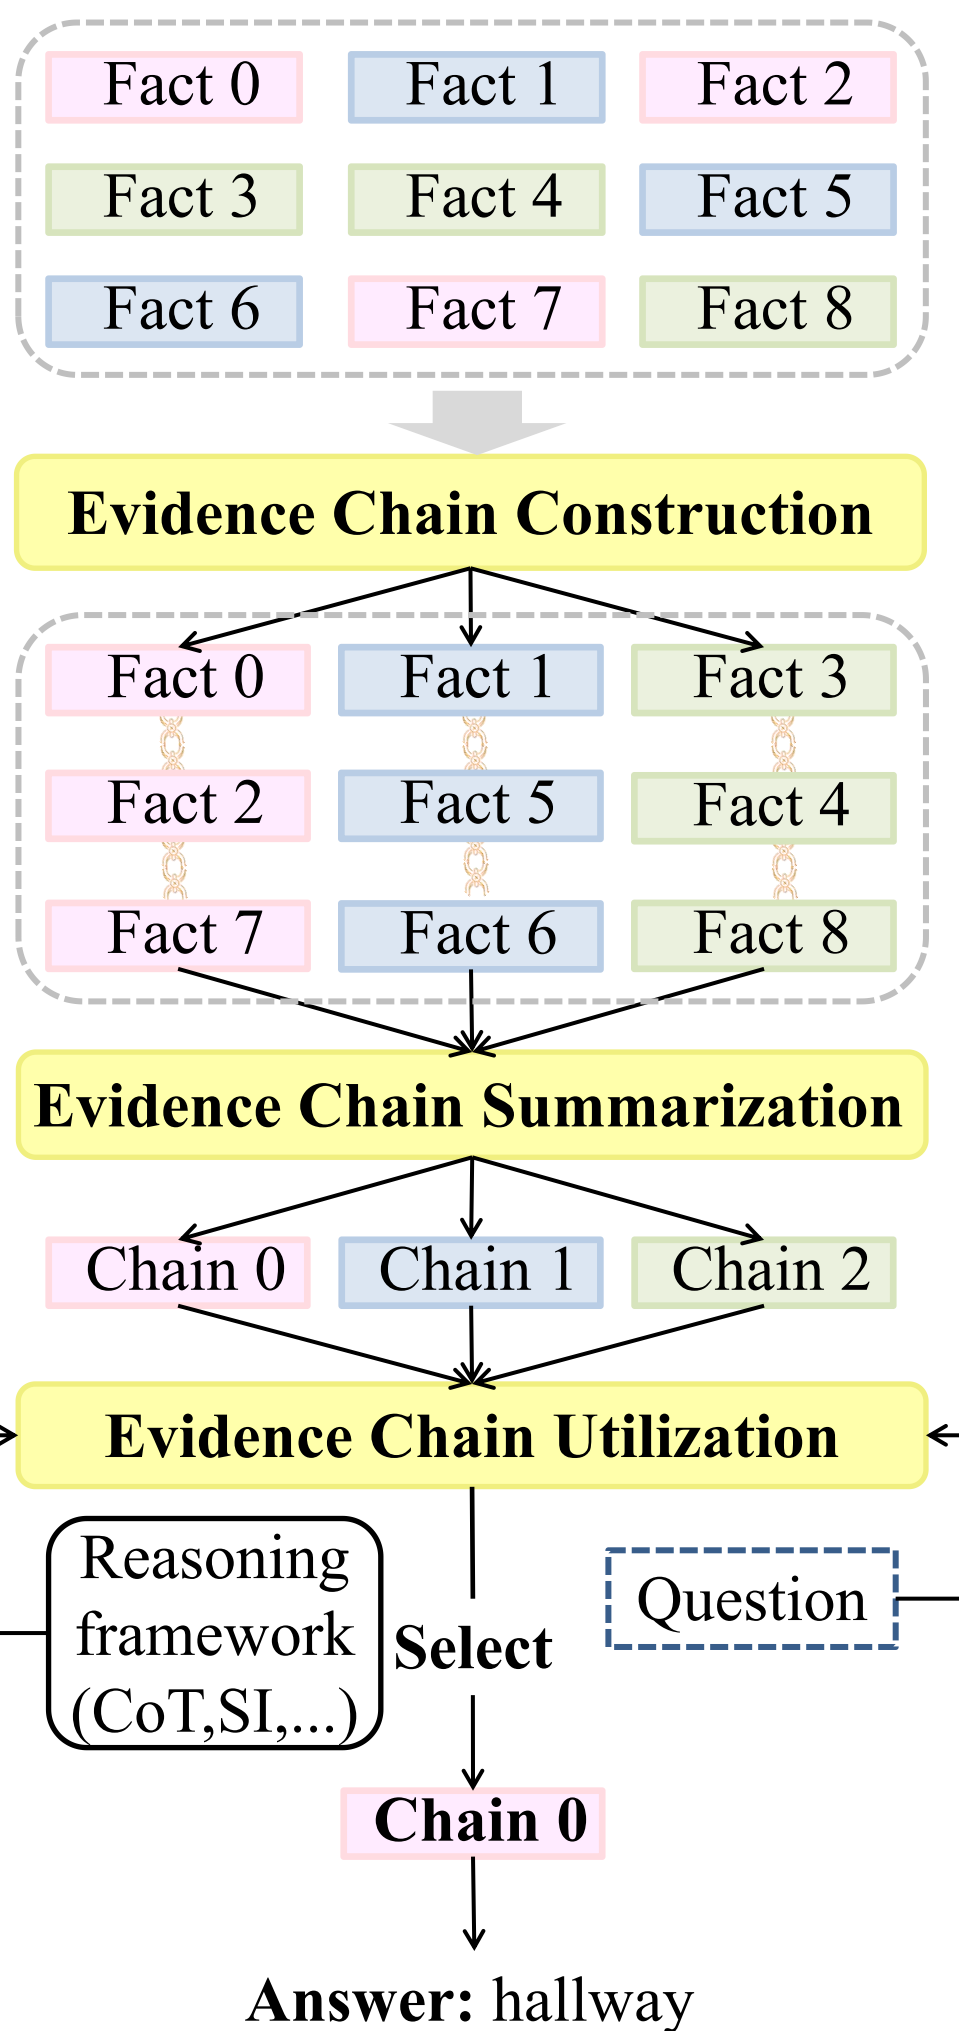 Fact 0 Fact 1 Fact 2
Fact 3 Fact 4 Fact 5
Fact 6 Fact 7 Fact 8
Evidence Chain Construction
Fact 0 Fact 1 Fact 3
Fact 2 Fact 5 Fact 4
Fact 7 Fact 6 Fact 8
Evidence Chain Summarization
Chain 0 Chain 1 Chain 2
Evidence Chain Utilization
Reasoning
framework
(CoT,SI,...)
Select
Question
Chain 0
Answer: hallway